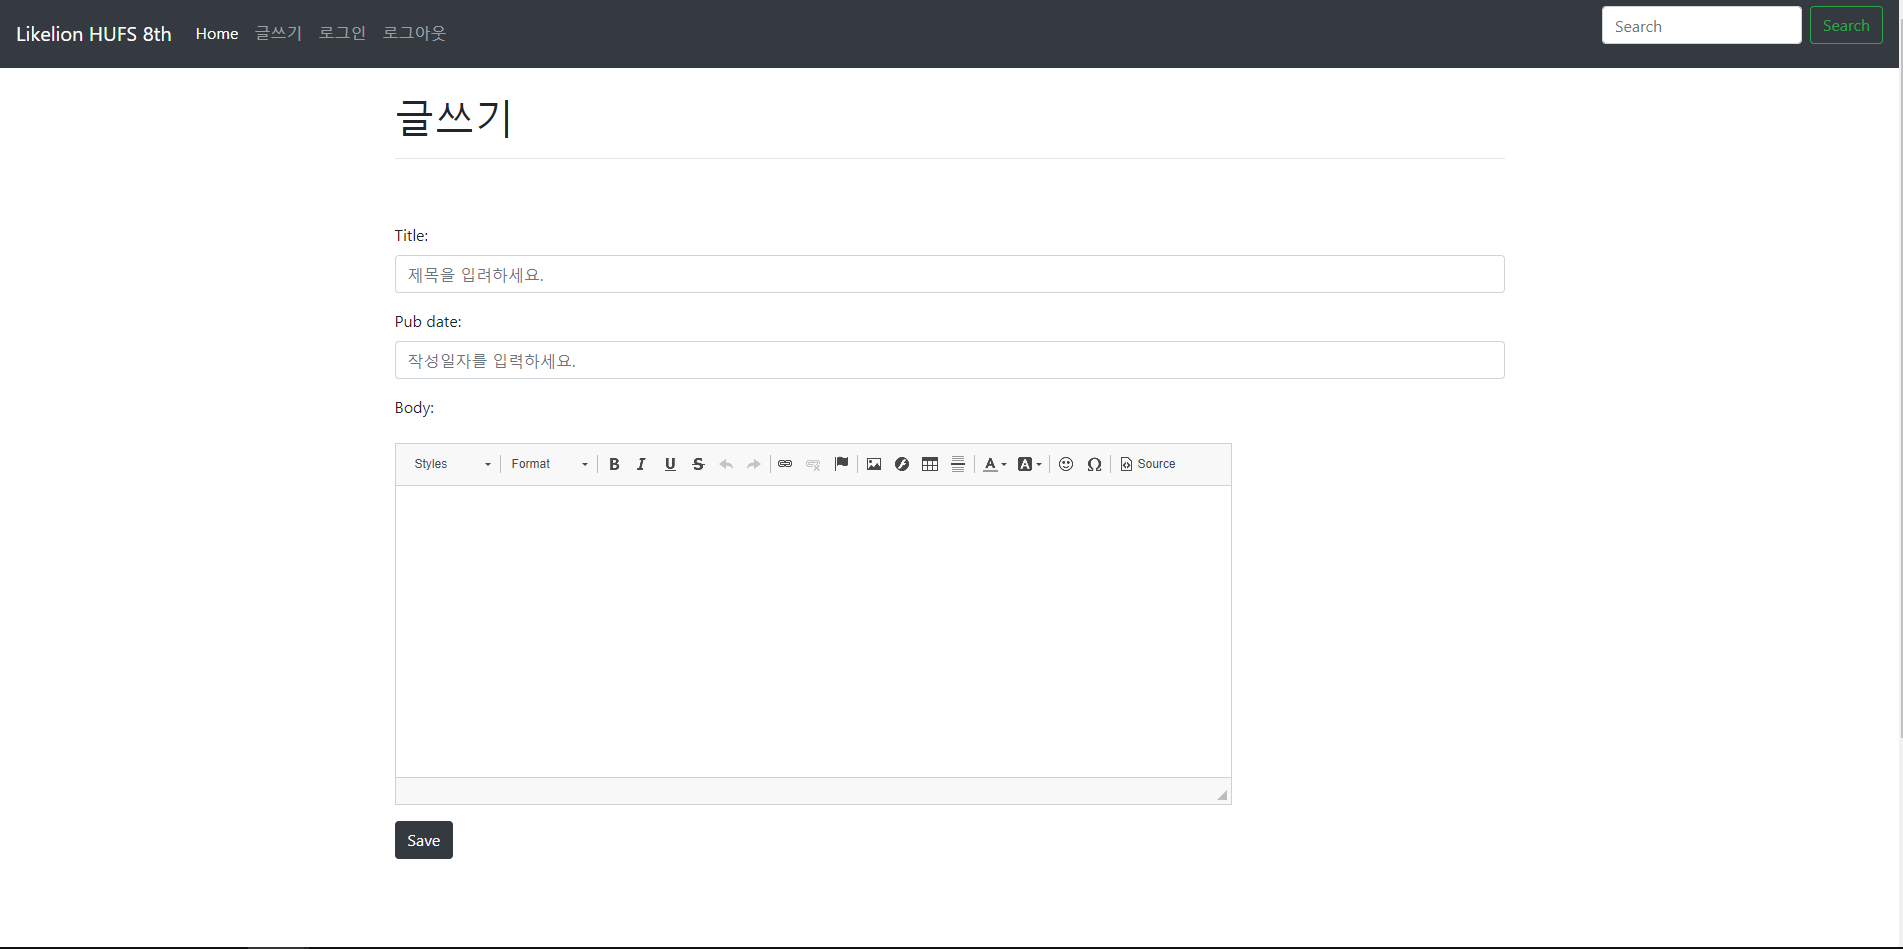 Likelion HUFS 8th Home 글쓰기 로그인 로그아웃 Search Search
글쓰기
Title:
제목을 입려하세요.
Pub date:
작성일자를 입력하세요.
Body:
Styles Format B I U S A A Ω Source
Save